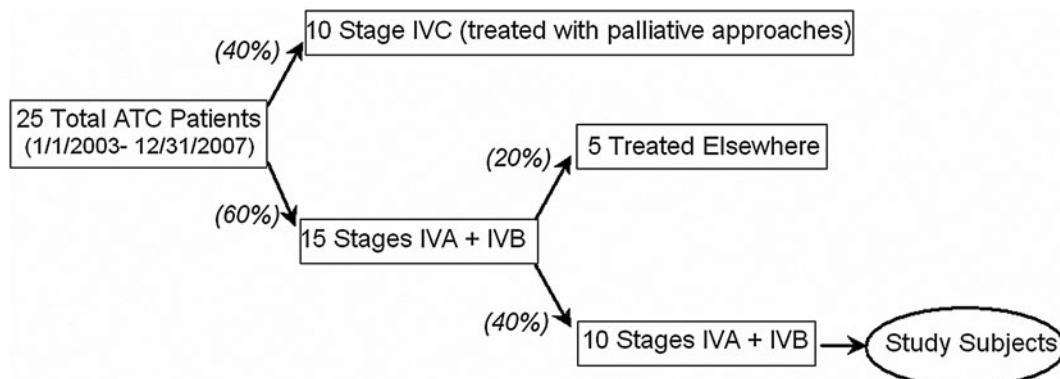 10 Stage IVC (treated with palliative approaches)
(40%)
25 Total ATC Patients
(1/1/2003- 12/31/2007)
(20%)
5 Treated Elsewhere
(60%)
15 Stages IVA + IVB
(40%)
10 Stages IVA + IVB
Study Subjects